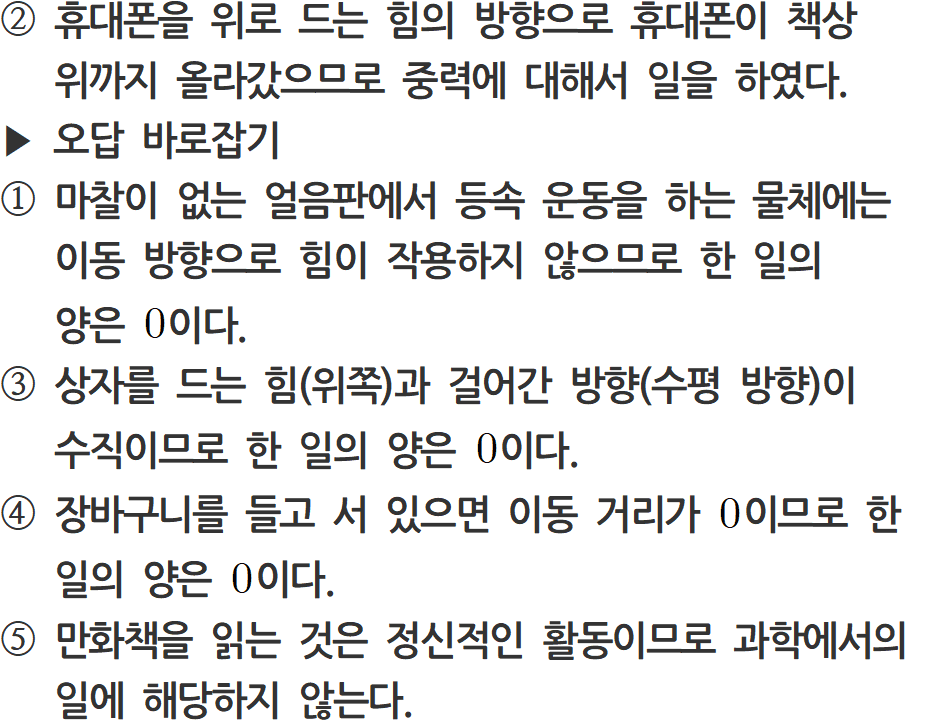 ② 휴대폰을 위로 드는 힘의 방향으로 휴대폰이 책상
위까지 올라갔으므로 중력에 대해서 일을 하였다.
▶ 오답 바로잡기
① 마찰이 없는 얼음판에서 등속 운동을 하는 물체에는
이동 방향으로 힘이 작용하지 않으므로 한 일의
양은 0이다.
③ 상자를 드는 힘(위쪽)과 걸어간 방향(수평 방향)이
수직이므로 한 일의 양은 0이다.
④ 장바구니를 들고 서 있으면 이동 거리가 0이므로 한
일의 양은 0이다.
⑤ 만화책을 읽는 것은 정신적인 활동이므로 과학에서의
일에 해당하지 않는다.